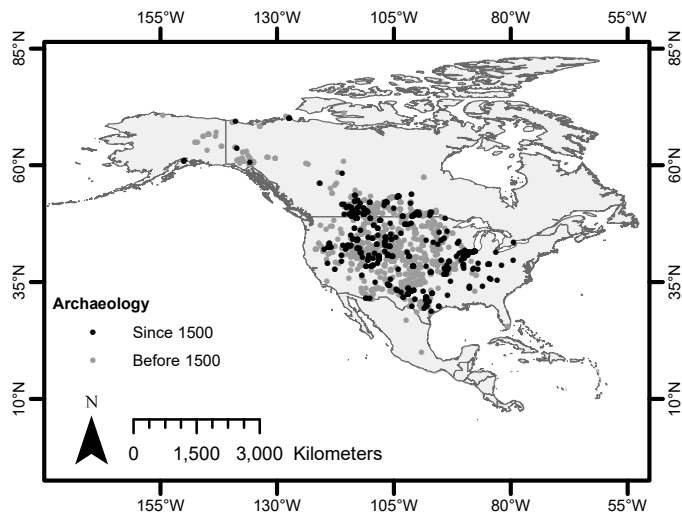 155°W 130°W 105°W 80°W 55°W
85°N 85°N
60°N 60°N
35°N 35°N
Archaeology
Since 1500
Before 1500
10°N 10°N
N
0 1,500 3,000 Kilometers
155°W 130°W 105°W 80°W 55°W